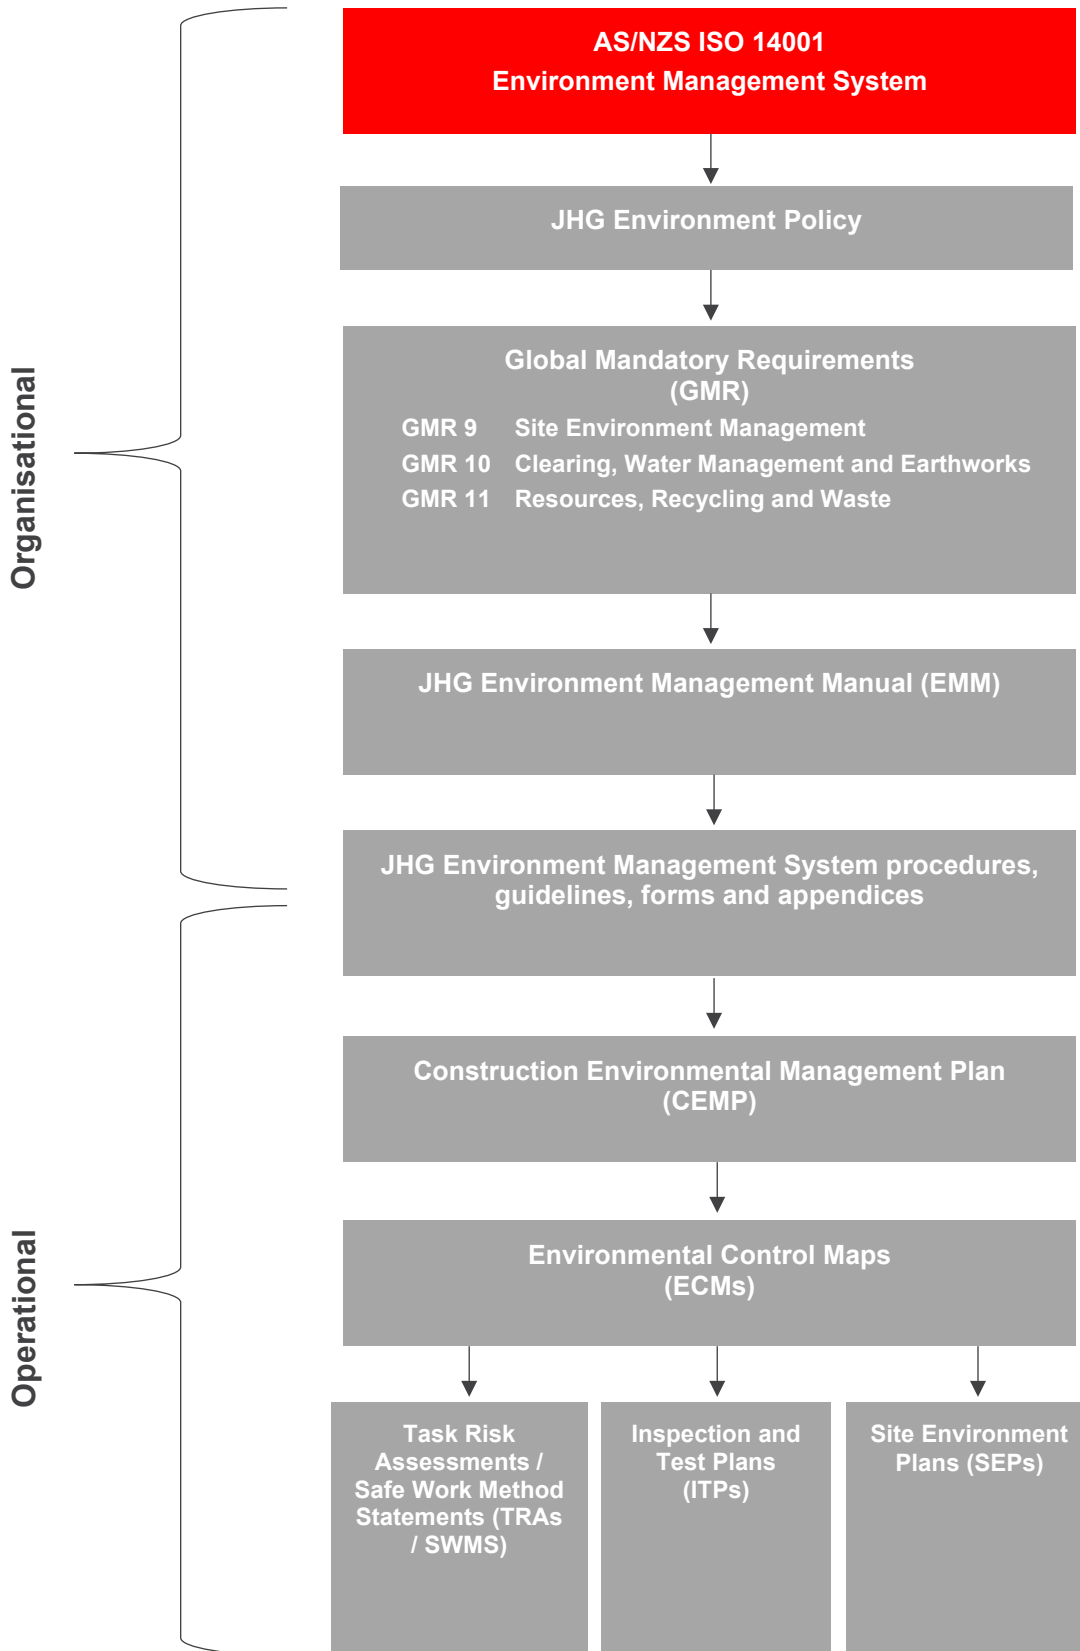 Organisational
AS/NZS ISO 14001
Environment Management System
JHG Environment Policy
Global Mandatory Requirements
(GMR)
GMR 9 Site Environment Management
GMR 10 Clearing, Water Management and Earthworks
GMR 11 Resources, Recycling and Waste
JHG Environment Management Manual (EMM)
JHG Environment Management System procedures,
guidelines, forms and appendices
Operational
Construction Environmental Management Plan
(CEMP)
Environmental Control Maps
(ECMs)
Task Risk
Assessments /
Safe Work Method
Statements (TRAs
/ SWMS)
Inspection and
Test Plans
(ITPs)
Site Environment
Plans (SEPs)